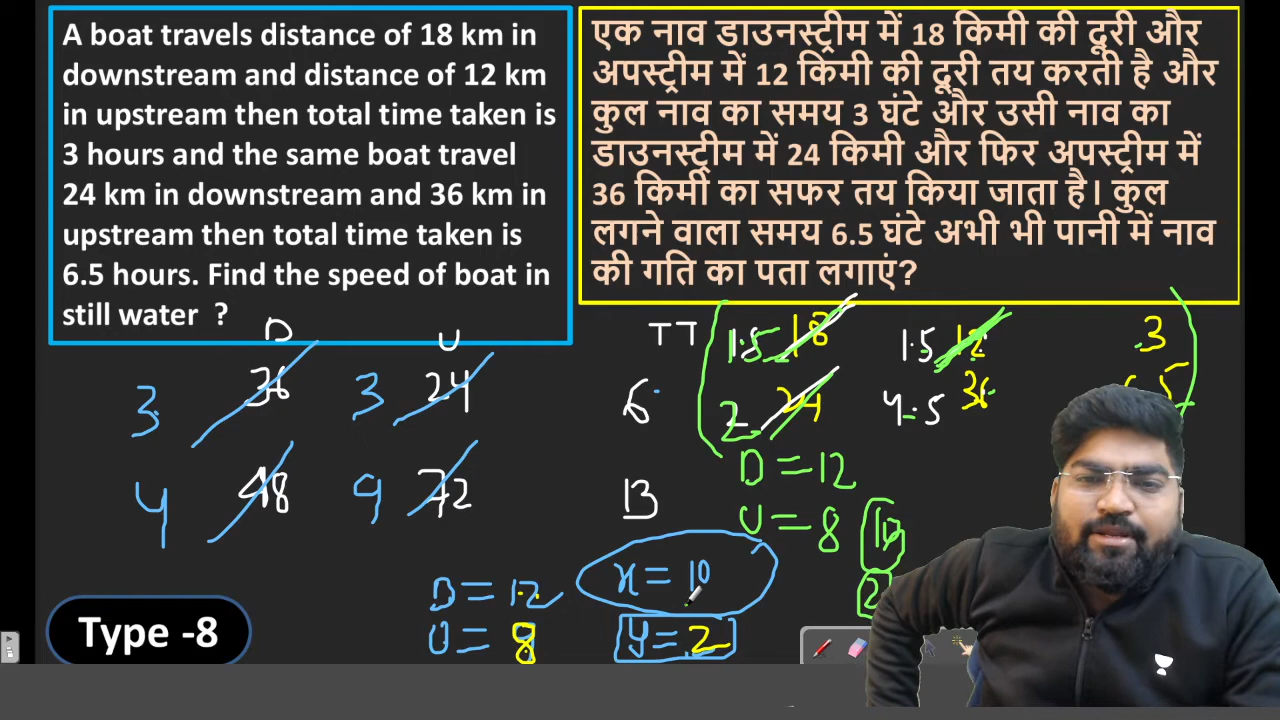 A boat travels distance of 18 km in
downstream and distance of 12 km
in upstream then total time taken is
3 hours and the same boat travel
24 km in downstream and 36 km in
upstream then total time taken is
6.5 hours. Find the speed of boat in
still water ?
एक नाव डाउनस्ट्रीम में 18 किमी की दूरी और
अपस्ट्रीम में 12 किमी की दूरी तय करती है और
कुल नाव का समय 3 घंटे और उसी नाव का
डाउनस्ट्रीम में 24 किमी और फिर अपस्ट्रीम में
36 किमी का सफर तय किया जाता है। कुल
लगने वाला समय 6.5 घंटे अभी भी पानी में नाव
की गति का पता लगाएं?
D U TT
3 36 3 24 6
4 48 9 72 13
1.5 18 1.5 12 3
2 24 4.5 36
D = 12
U = 8
10
2
D = 12
U = 8
x = 10
y = 2
Type -8